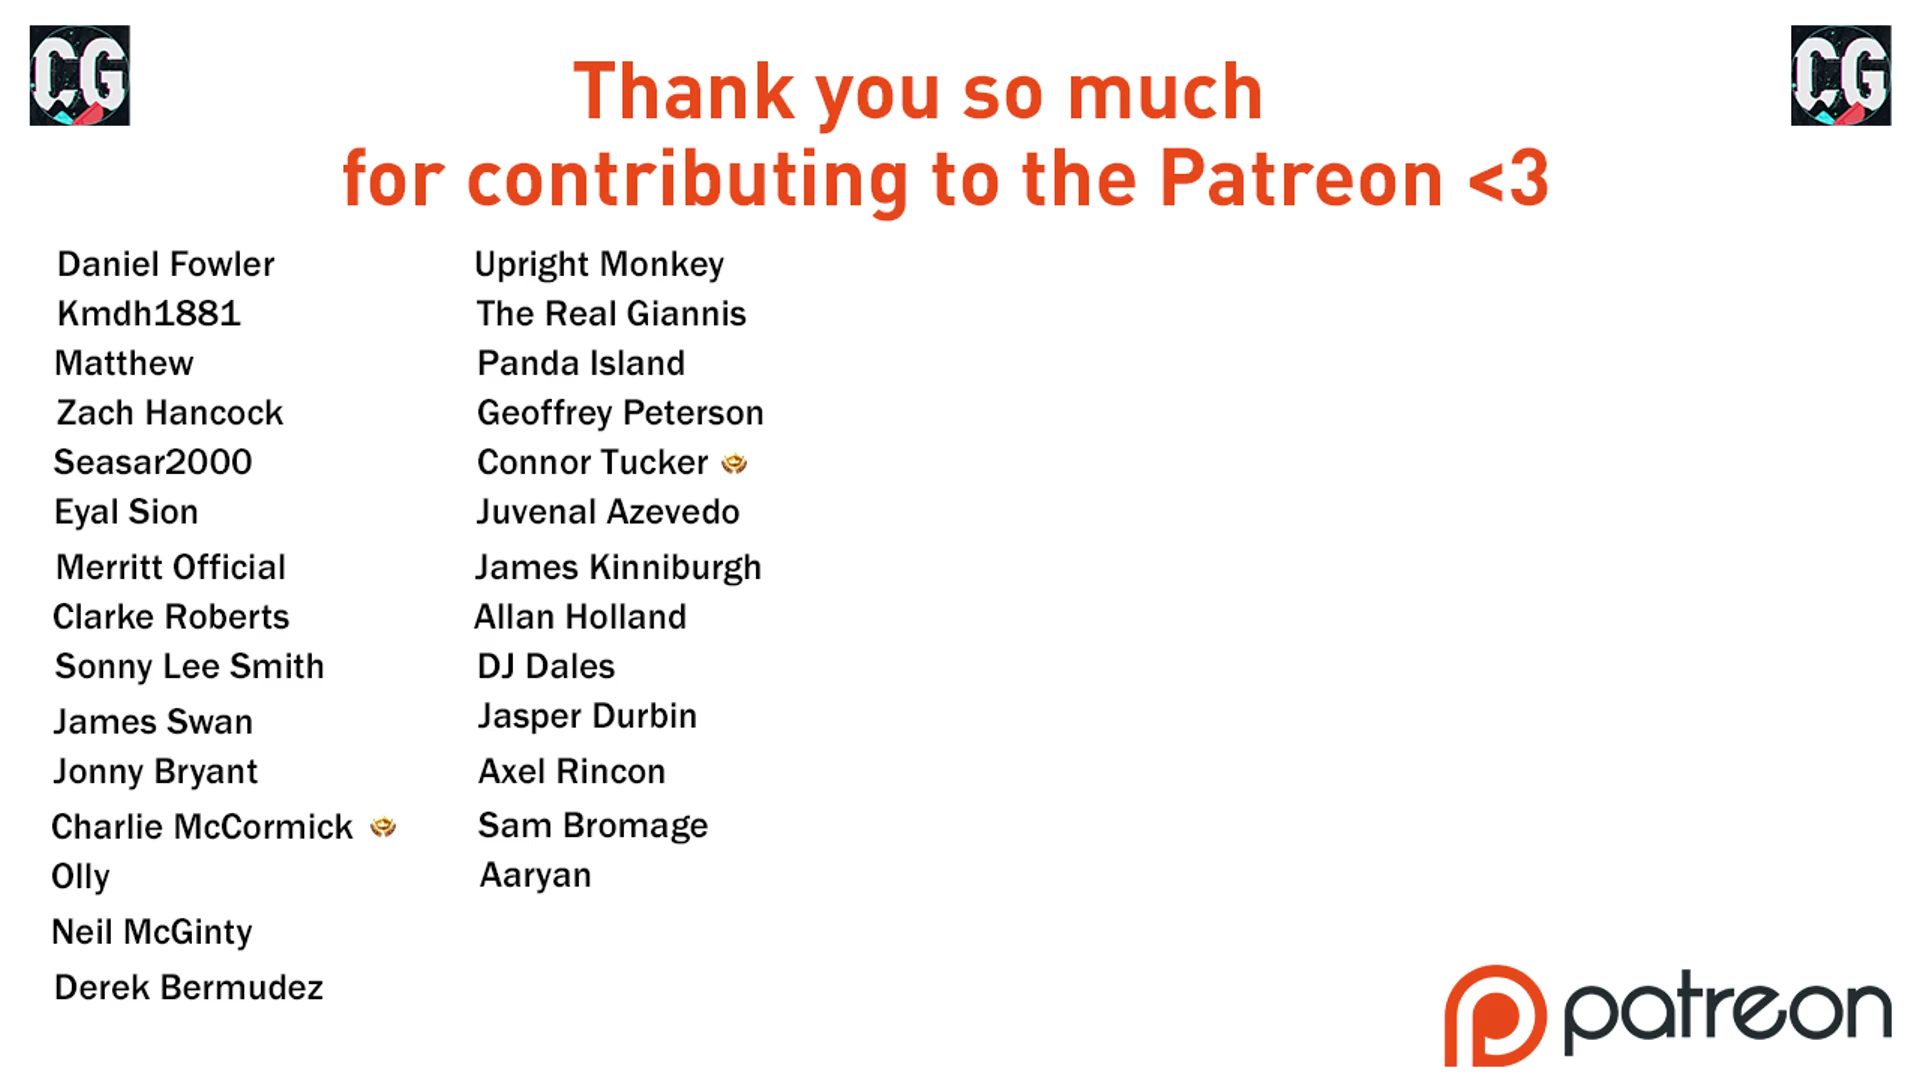 CG
CG
Thank you so much
for contributing to the Patreon <3
Daniel Fowler
Kmdh1881
Matthew
Zach Hancock
Seasar2000
Eyal Sion
Merritt Official
Clarke Roberts
Sonny Lee Smith
James Swan
Jonny Bryant
Charlie McCormick
Olly
Neil McGinty
Derek Bermudez
Upright Monkey
The Real Giannis
Panda Island
Geoffrey Peterson
Connor Tucker
Juvenal Azevedo
James Kinniburgh
Allan Holland
DJ Dales
Jasper Durbin
Axel Rincon
Sam Bromage
Aaryan
patreon